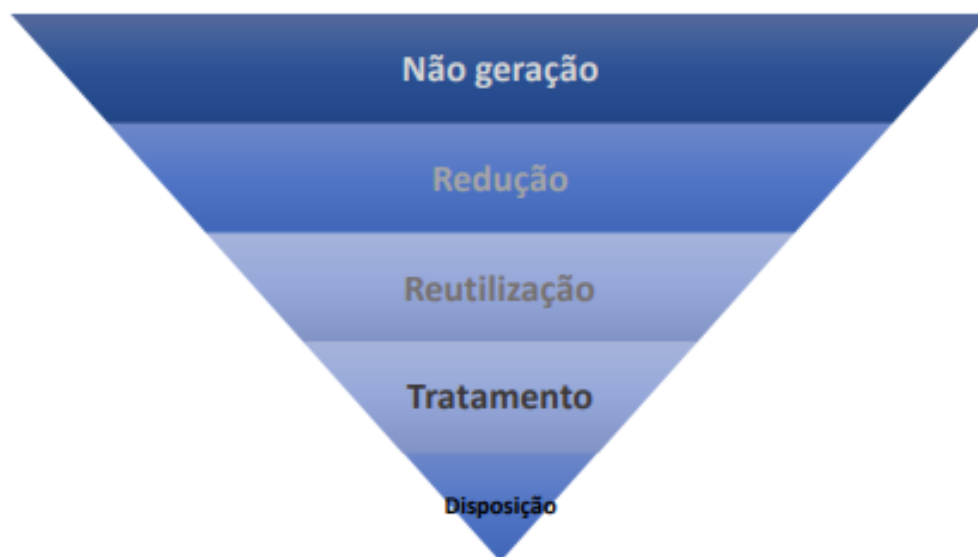 Não geração
Redução
Reutilização
Tratamento
Disposição